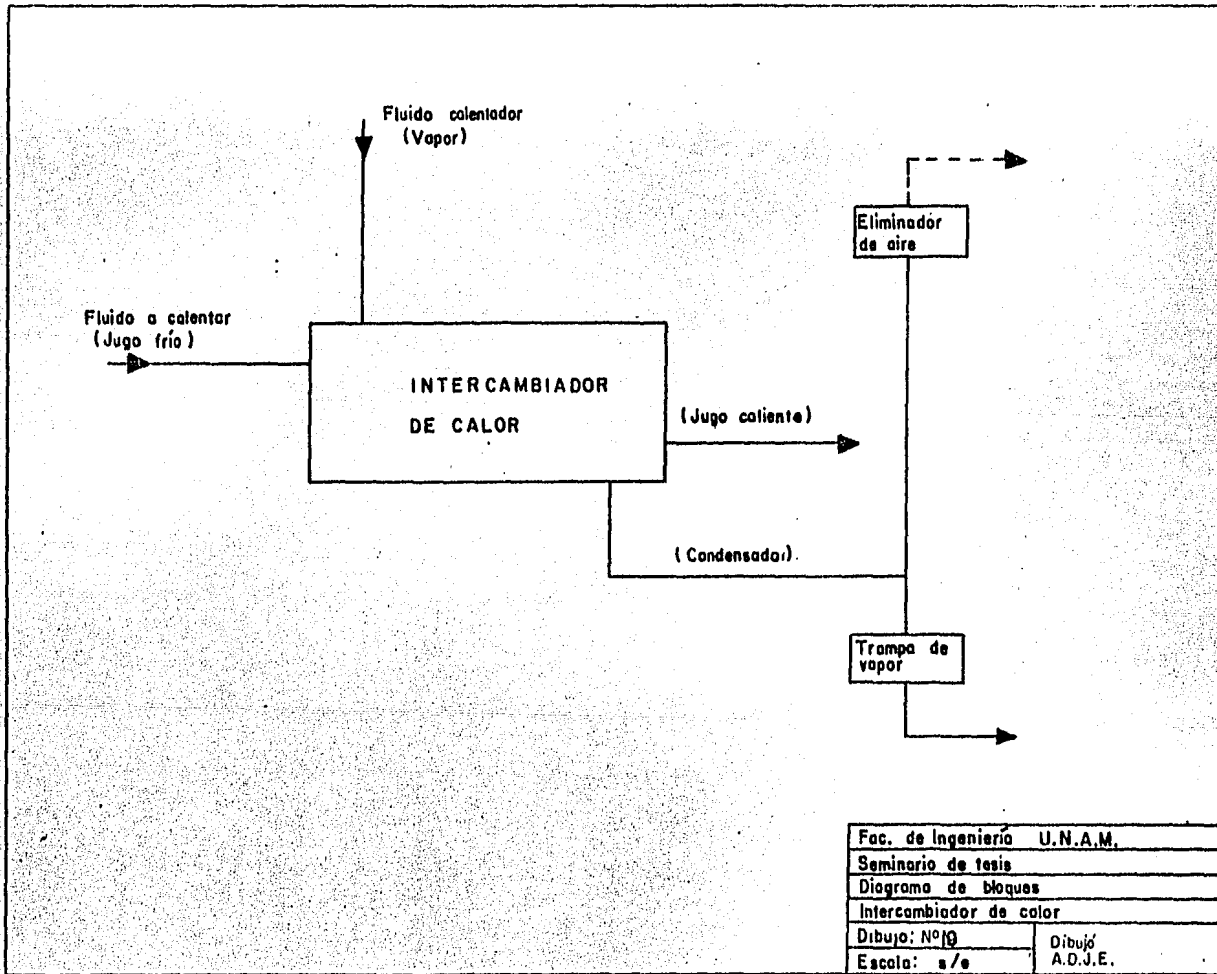 Fluido calentador
(Vapor)
Eliminador
de aire
Fluido a calentar
(Jugo frío)
INTERCAMBIADOR
DE CALOR
(Jugo caliente)
(Condensador)
Trampa de
vapor
Fac. de Ingeniería U.N.A.M.
Seminario de tesis
Diagrama de bloques
Intercambiador de calor
Dibujo: Nº
Escala: s/e
Dibujó
A.D.J.E.